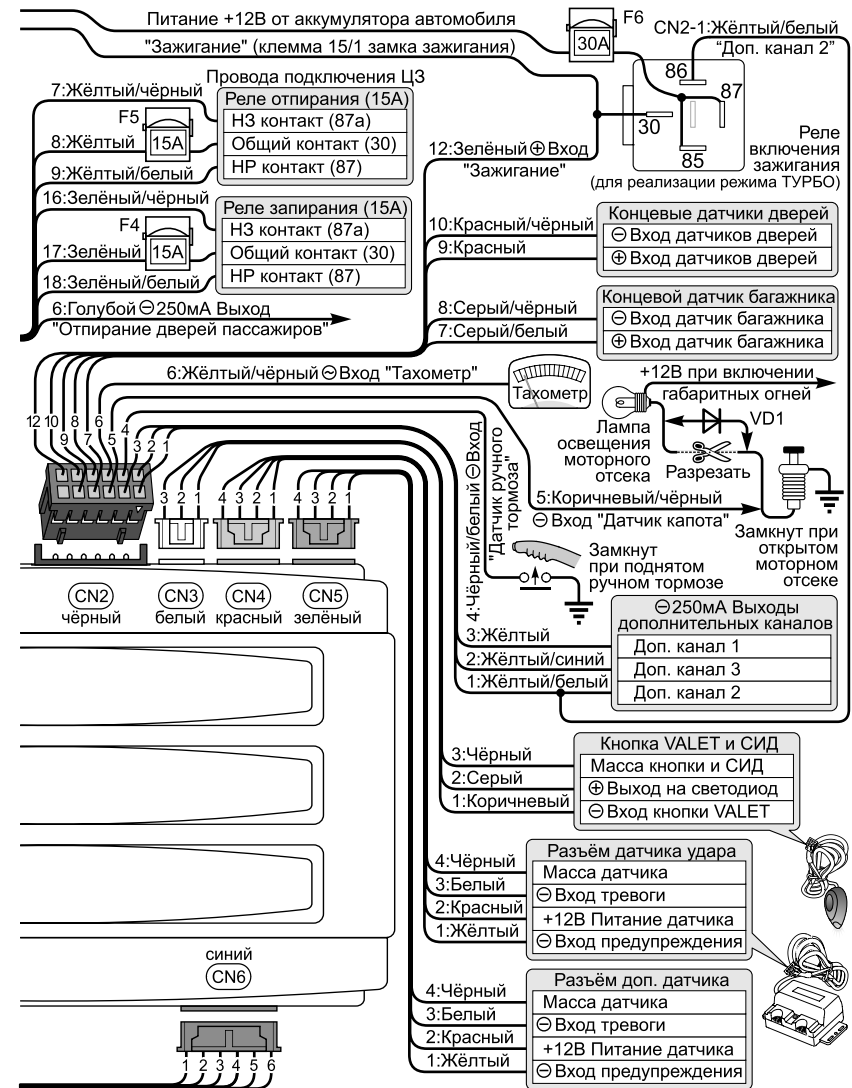 Питание +12В от аккумулятора автомобиля
"Зажигание" (клемма 15/1 замка зажигания)
F6
30A
CN2-1:Жёлтый/белый
“Доп. канал 2”
86
87
30
85
Реле
включения
зажигания
(для реализации режима ТУРБО)
Провода подключения ЦЗ
7:Жёлтый/чёрный
F5
15A
8:Жёлтый
9:Жёлтый/белый
Реле отпирания (15А)
НЗ контакт (87а)
Общий контакт (30)
НР контакт (87)
16:Зелёный/чёрный
F4
15A
17:Зелёный
18:Зелёный/белый
Реле запирания (15А)
НЗ контакт (87а)
Общий контакт (30)
НР контакт (87)
6:Голубой ⊖250мА Выход
"Отпирание дверей пассажиров"
12:Зелёный ⊕ Вход
"Зажигание"
10:Красный/чёрный
9:Красный
Концевые датчики дверей
⊖ Вход датчиков дверей
⊕ Вход датчиков дверей
8:Серый/чёрный
7:Серый/белый
Концевой датчик багажника
⊖ Вход датчик багажника
⊕ Вход датчик багажника
6:Жёлтый/чёрный ⊖ Вход "Тахометр"
Тахометр
+12В при включении
габаритных огней
VD1
Лампа
освещения
моторного
отсека
Разрезать
5:Коричневый/чёрный
⊖ Вход "Датчик капота"
Замкнут при
открытом
моторном
отсеке
4:Чёрный/белый ⊖ Вход
"Датчик ручного
тормоза"
Замкнут
при поднятом
ручном тормозе
12 10 8 6 4 2
9 7 5 3 1
3 2 1
4 3 2 1
4 3 2 1
CN2
чёрный
CN3
белый
CN4
красный
CN5
зелёный
⊖250мА Выходы
дополнительных каналов
3:Жёлтый
Доп. канал 1
2:Жёлтый/синий
Доп. канал 3
1:Жёлтый/белый
Доп. канал 2
Кнопка VALET и СИД
3:Чёрный
Масса кнопки и СИД
2:Серый
⊕ Выход на светодиод
1:Коричневый
⊖ Вход кнопки VALET
Разъём датчика удара
4:Чёрный
Масса датчика
3:Белый
⊖ Вход тревоги
2:Красный
+12В Питание датчика
1:Жёлтый
⊖ Вход предупреждения
синий
CN6
1 2 3 4 5 6
Разъём доп. датчика
4:Чёрный
Масса датчика
3:Белый
⊖ Вход тревоги
2:Красный
+12В Питание датчика
1:Жёлтый
⊖ Вход предупреждения